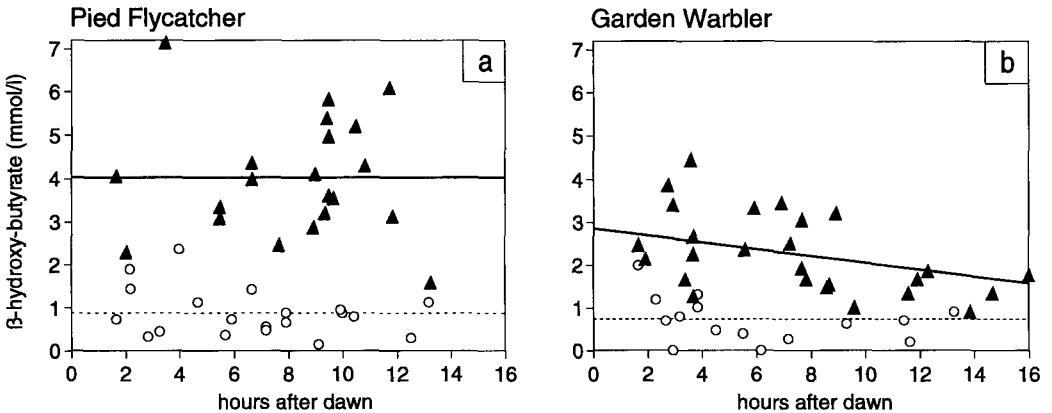 Pied Flycatcher
a
7
6
5
4
3
2
1
0
ß-hydroxy-butyrate (mmol/l)
0 2 4 6 8 10 12 14 16
hours after dawn
Garden Warbler
b
7
6
5
4
3
2
1
0
0 2 4 6 8 10 12 14 16
hours after dawn